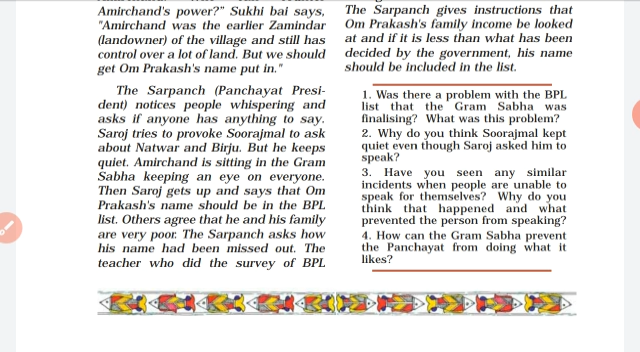 Amirchand's power?" Sukhi bai says,
"Amirchand was the earlier Zamindar
(landowner) of the village and still has
control over a lot of land. But we should
get Om Prakash's name put in."
The Sarpanch (Panchayat Presi-
dent) notices people whispering and
asks if anyone has anything to say.
Saroj tries to provoke Soorajmal to ask
about Natwar and Birju. But he keeps
quiet. Amirchand is sitting in the Gram
Sabha keeping an eye on everyone.
Then Saroj gets up and says that Om
Prakash's name should be in the BPL
list. Others agree that he and his family
are very poor. The Sarpanch asks how
his name had been missed out. The
teacher who did the survey of BPL
The Sarpanch gives instructions that
Om Prakash's family income be looked
at and if it is less than what has been
decided by the government, his name
should be included in the list.
1. Was there a problem with the BPL
list that the Gram Sabha was
finalising? What was this problem?
2. Why do you think Soorajmal kept
quiet even though Saroj asked him to
speak?
3. Have you seen any similar
incidents when people are unable to
speak for themselves? Why do you
think that happened and what
prevented the person from speaking?
4. How can the Gram Sabha prevent
the Panchayat from doing what it
likes?